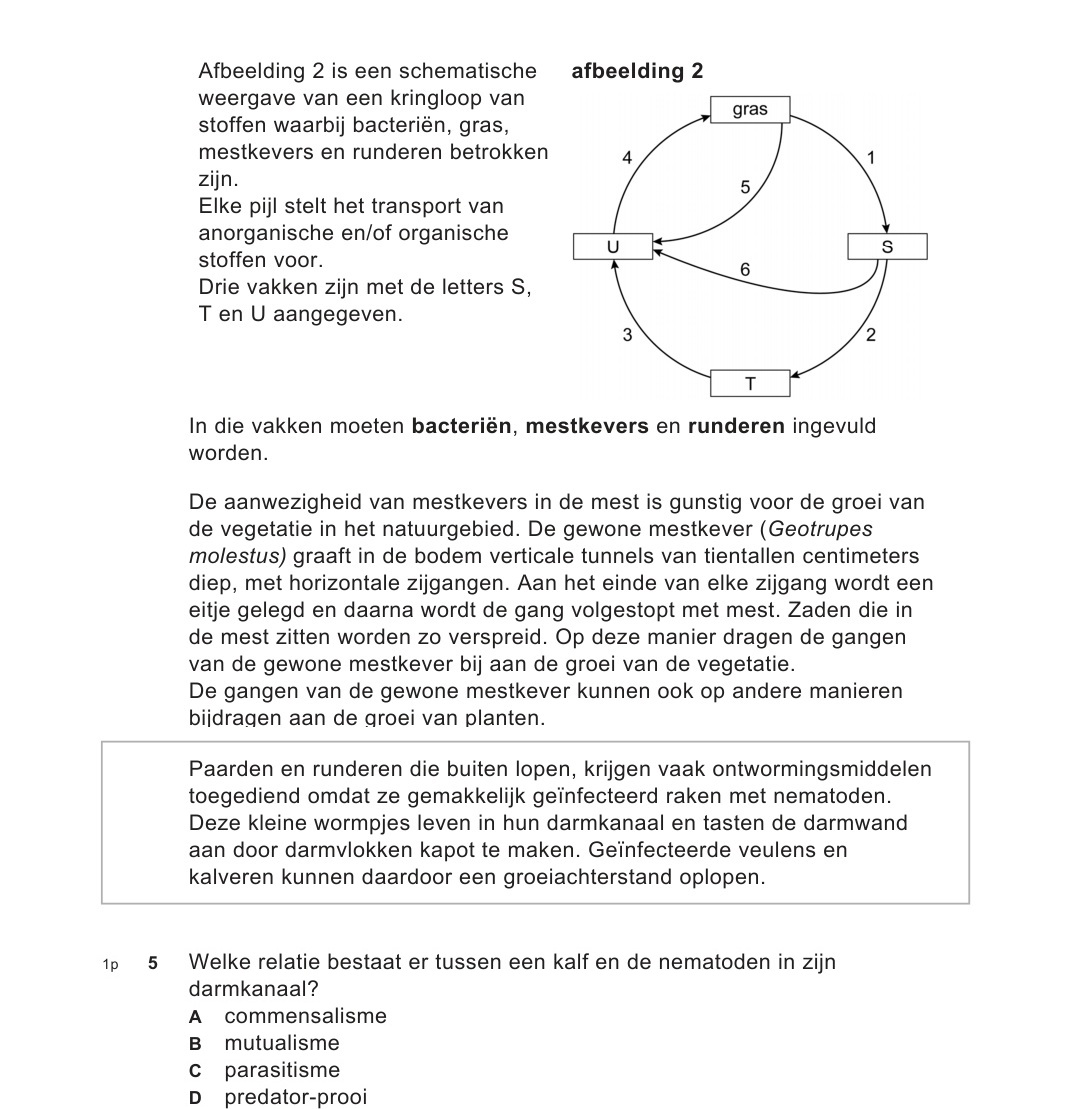 Afbeelding 2 is een schematische
weergave van een kringloop van
stoffen waarbij bacteriën, gras,
mestkevers en runderen betrokken
zijn.
Elke pijl stelt het transport van
anorganische en/of organische
stoffen voor.
Drie vakken zijn met de letters S,
T en U aangegeven.
afbeelding 2
gras
4
1
5
U
S
6
3
2
T
In die vakken moeten bacteriën, mestkevers en runderen ingevuld
worden.
De aanwezigheid van mestkevers in de mest is gunstig voor de groei van
de vegetatie in het natuurgebied. De gewone mestkever (Geotrupes
molestus) graaft in de bodem verticale tunnels van tientallen centimeters
diep, met horizontale zijgangen. Aan het einde van elke zijgang wordt een
eitje gelegd en daarna wordt de gang volgestopt met mest. Zaden die in
de mest zitten worden zo verspreid. Op deze manier dragen de gangen
van de gewone mestkever bij aan de groei van de vegetatie.
De gangen van de gewone mestkever kunnen ook op andere manieren
bijdragen aan de groei van planten.
Paarden en runderen die buiten lopen, krijgen vaak ontwormingsmiddelen
toegediend omdat ze gemakkelijk geïnfecteerd raken met nematoden.
Deze kleine wormpjes leven in hun darmkanaal en tasten de darmwand
aan door darmvlokken kapot te maken. Geïnfecteerde veulens en
kalveren kunnen daardoor een groeiachterstand oplopen.
1p 5 Welke relatie bestaat er tussen een kalf en de nematoden in zijn
darmkanaal?
A commensalisme
B mutualisme
C parasitisme
D predator-prooi